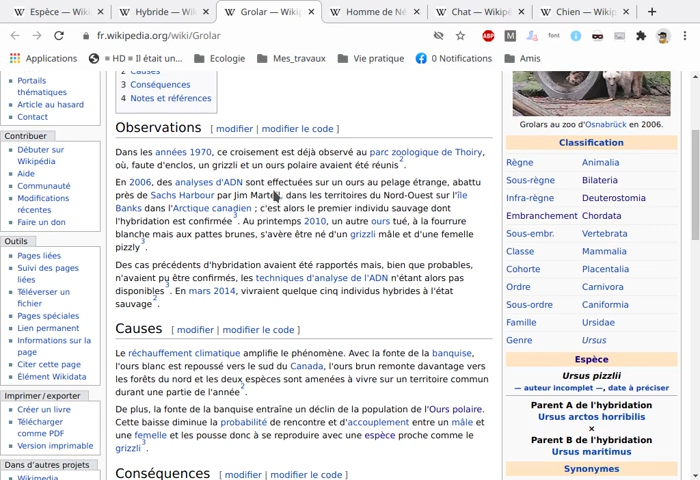 Espèce — Wikip
Hybride — Wiki
Grolar — Wikip
Homme de Né
Chat — Wikipé
Chien — Wikip
fr.wikipedia.org/wiki/Grolar
Applications
= HD = Il était un...
Ecologie
Mes_travaux
Vie pratique
0 Notifications
Amis
Portails
thématiques
Article au hasard
Contact
Contribuer
Débuter sur
Wikipédia
Aide
Communauté
Modifications
récentes
Faire un don
Outils
Pages liées
Suivi des pages
liées
Téléverser un
fichier
Pages spéciales
Lien permanent
Informations sur la
page
Citer cette page
Élément Wikidata
Imprimer / exporter
Créer un livre
Télécharger
comme PDF
Version imprimable
Dans d'autres projets
Wikimedia
2 Causes
3 Conséquences
4 Notes et références
Observations [ modifier | modifier le code ]
Dans les années 1970, ce croisement est déjà observé au parc zoologique de Thoiry,
où, faute d'enclos, un grizzli et un ours polaire avaient été réunis2.
En 2006, des analyses d'ADN sont effectuées sur un ours au pelage étrange, abattu
près de Sachs Harbour par Jim Martell, dans les territoires du Nord-Ouest sur l'île
Banks dans l'Arctique canadien ; c'est alors le premier individu sauvage dont
l'hybridation est confirmée3. Au printemps 2010, un autre ours tué, à la fourrure
blanche mais aux pattes brunes, s'avère être né d'un grizzli mâle et d'une femelle
pizzly3.
Des cas précédents d'hybridation avaient été rapportés mais, bien que probables,
n'avaient pu être confirmés, les techniques d'analyse de l'ADN n'étant alors pas
disponibles3. En mars 2014, vivraient quelque cinq individus hybrides à l'état
sauvage2.
Causes [ modifier | modifier le code ]
Le réchauffement climatique amplifie le phénomène. Avec la fonte de la banquise,
l'ours blanc est repoussé vers le sud du Canada, l'ours brun remonte davantage vers
les forêts du nord et les deux espèces sont amenées à vivre sur un territoire commun
durant une partie de l'année2.
De plus, la fonte de la banquise entraîne un déclin de la population de l'Ours polaire.
Cette baisse diminue la probabilité de rencontre et d'accouplement entre un mâle et
une femelle et les pousse donc à se reproduire avec une espèce proche comme le
grizzli3.
Conséquences [ modifier | modifier le code ]
Grolars au zoo d'Osnabrück en 2006.
Classification
Règne Animalia
Sous-règne Bilateria
Infra-règne Deuterostomia
Embranchement Chordata
Sous-embr. Vertebrata
Classe Mammalia
Cohorte Placentalia
Ordre Carnivora
Sous-ordre Caniformia
Famille Ursidae
Genre Ursus
Espèce
Ursus pizzlii
— auteur incomplet —, date à préciser
Parent A de l'hybridation
Ursus arctos horribilis
×
Parent B de l'hybridation
Ursus maritimus
Synonymes